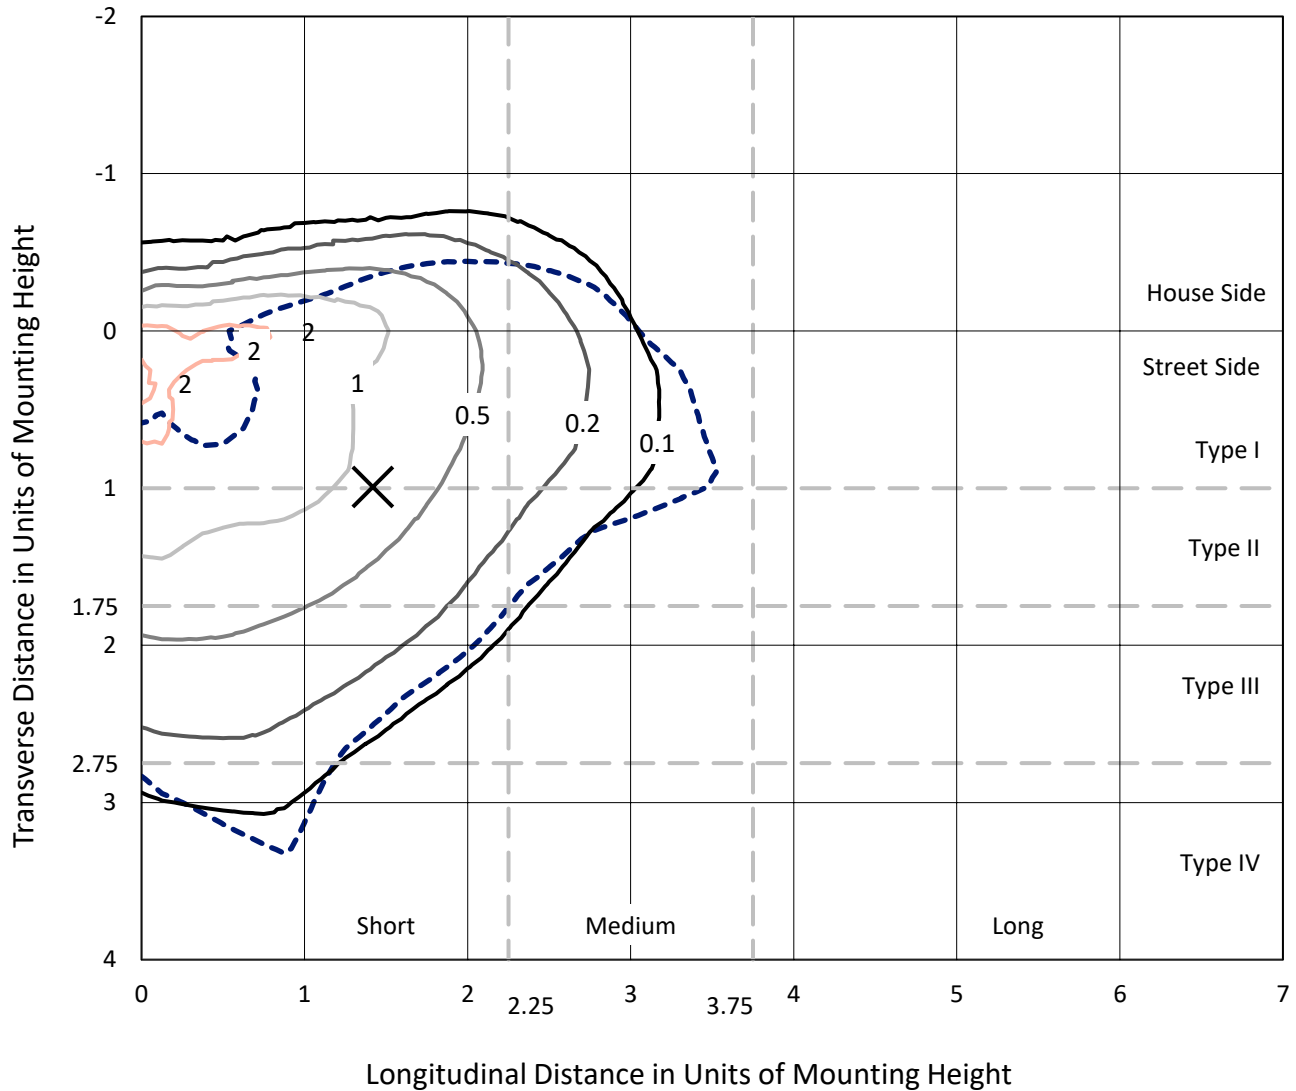 -2
-1
House Side
0
2
2
Street Side
2
1
0.5
0.2
0.1
Type I
1
Type II
1.75
2
Type III
2.75
3
Type IV
Short
Medium
Long
4
0
1
2
2.25
3
3.75
4
5
6
7
Transverse Distance in Units of Mounting Height
Longitudinal Distance in Units of Mounting Height